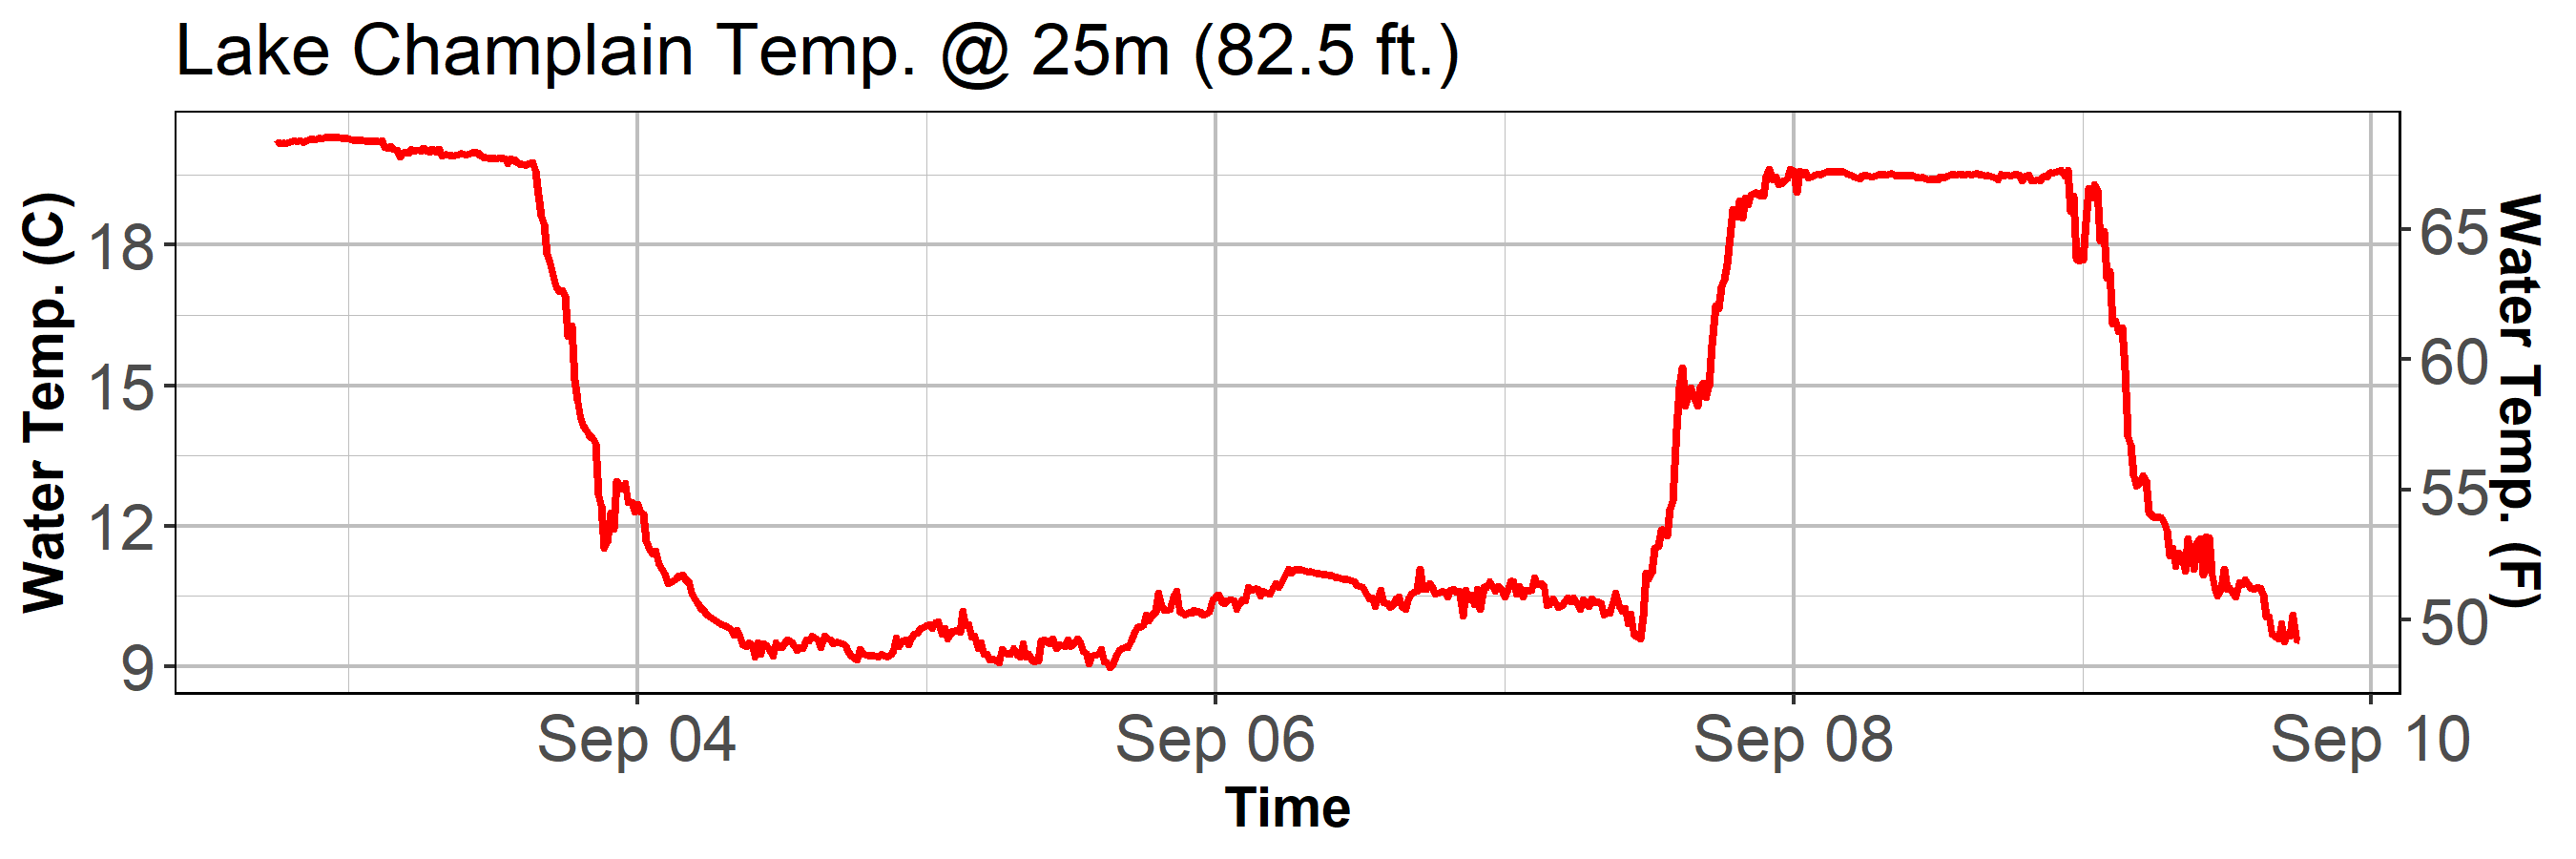 Lake Champlain Temp. @ 25m (82.5 ft.)
Water Temp. (C)
18
15
12
9
65
60
55
50
Water Temp. (F)
Sep 04
Sep 06
Sep 08
Sep 10
Time